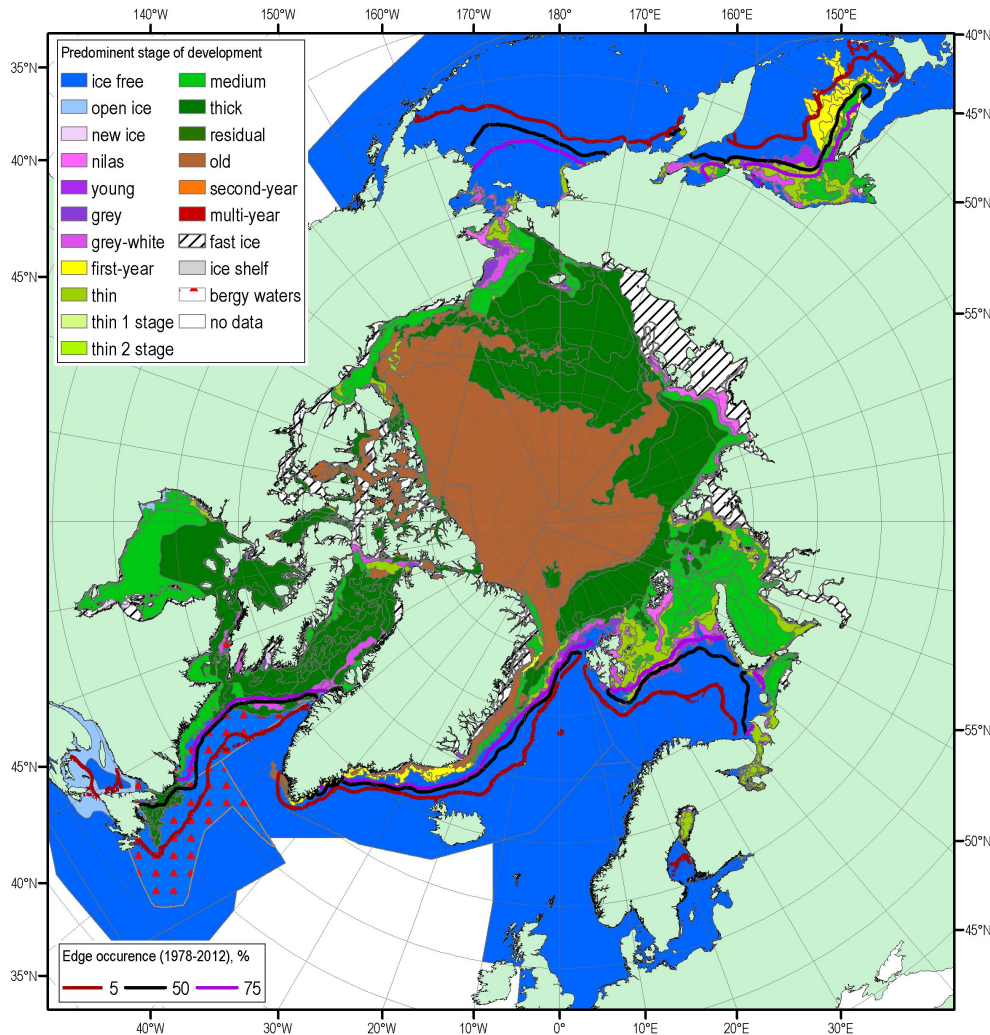 140°W 150°W 160°W 170°W 180°W 170°E 160°E 150°E
40°N
35°N
45°N
40°N
50°N
45°N
55°N
Predominent stage of development
ice free
open ice
new ice
nilas
young
grey
grey-white
first-year
thin
thin 1 stage
thin 2 stage
medium
thick
residual
old
second-year
multi-year
fast ice
ice shelf
bergy waters
no data
55°N
45°N
50°N
40°N
45°N
35°N
Edge occurence (1978-2012), %
5 50 75
40°W 30°W 20°W 10°W 0° 10°E 20°E 30°E